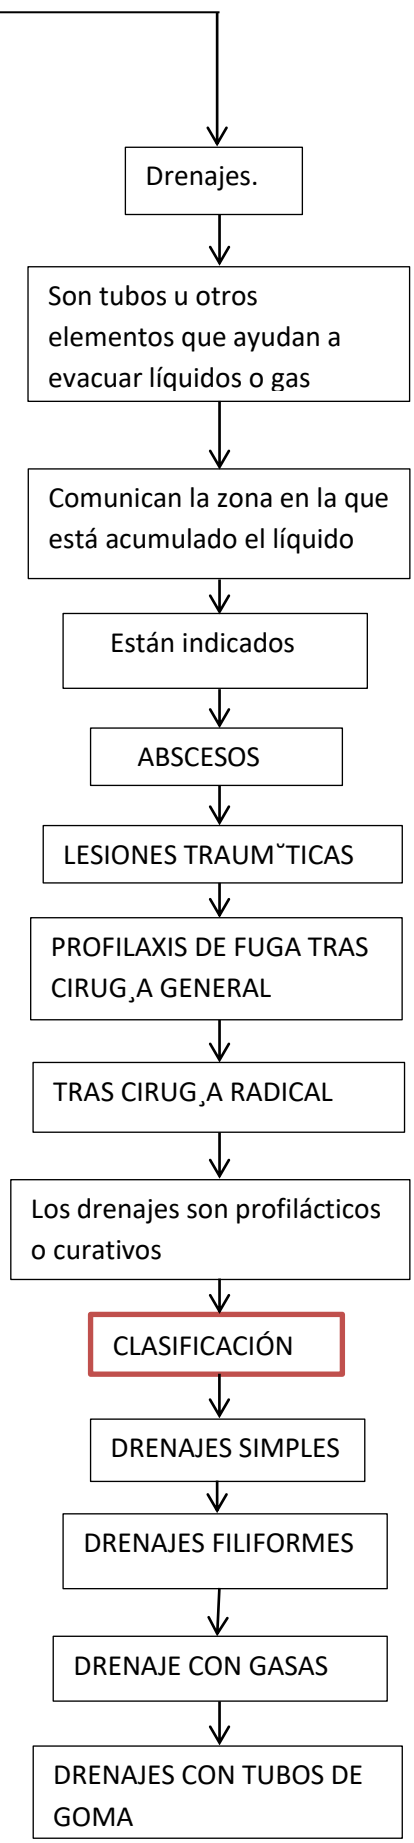 Drenajes.
Son tubos u otros
elementos que ayudan a
evacuar líquidos o gas
Comunican la zona en la que
está acumulado el líquido
Están indicados
ABSCESOS
LESIONES TRAUM˘TICAS
PROFILAXIS DE FUGA TRAS
CIRUG¸A GENERAL
TRAS CIRUG¸A RADICAL
Los drenajes son profilácticos
o curativos
CLASIFICACIÓN
DRENAJES SIMPLES
DRENAJES FILIFORMES
DRENAJE CON GASAS
DRENAJES CON TUBOS DE
GOMA